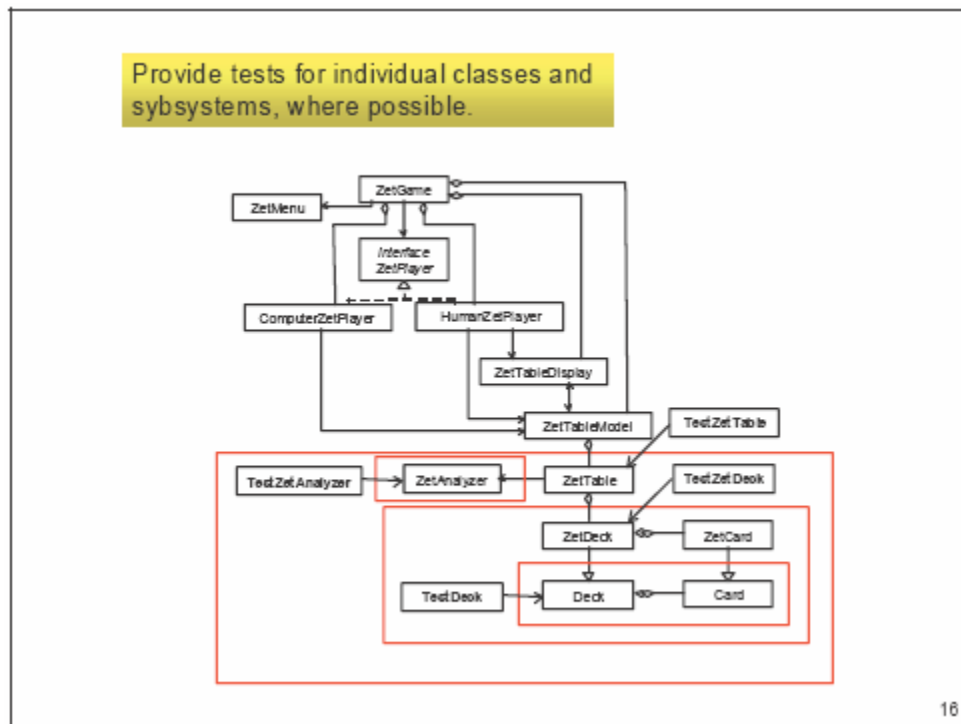 Provide tests for individual classes and
sybsystems, where possible.
ZetGame
ZetMenu
Interface
ZetPlayer
ComputerZetPlayer
HumanZetPlayer
ZetTableDisplay
ZetTableModel
TestZetTable
TestZetAnalyzer
ZetAnalyzer
ZetTable
TestZetDeck
ZetDeck
ZetCard
TestDeck
Deck
Card
16